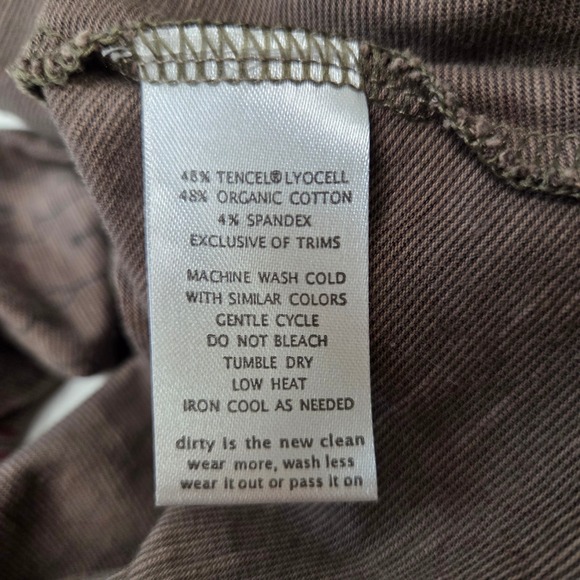 48% TENCEL® LYOCELL
48% ORGANIC COTTON
4% SPANDEX
EXCLUSIVE OF TRIMS
MACHINE WASH COLD
WITH SIMILAR COLORS
GENTLE CYCLE
DO NOT BLEACH
TUMBLE DRY
LOW HEAT
IRON COOL AS NEEDED
dirty is the new clean
wear more, wash less
wear it out or pass it on